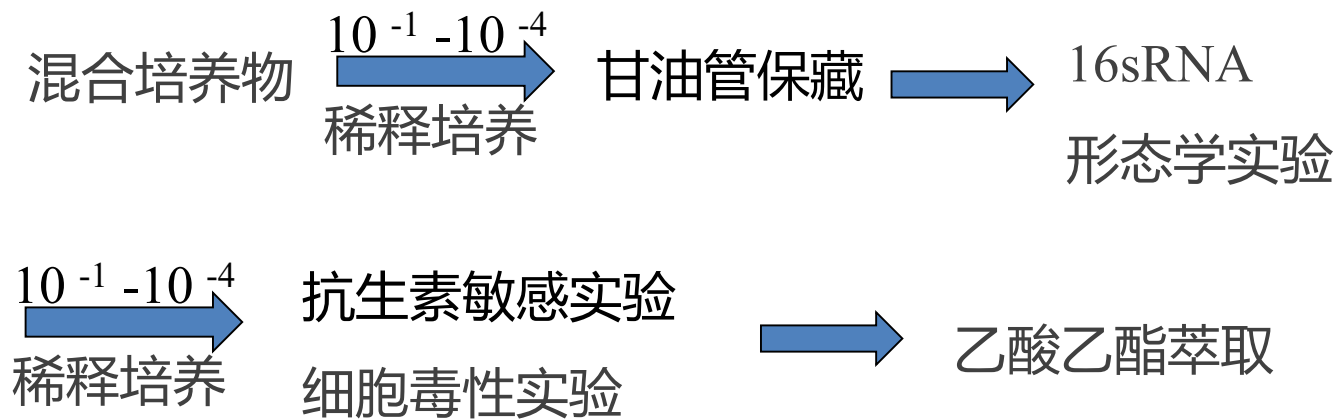 混合培养物
10 -1 -10 -4
稀释培养
甘油管保藏
16sRNA
形态学实验
10 -1 -10 -4
稀释培养
抗生素敏感实验
细胞毒性实验
乙酸乙酯萃取